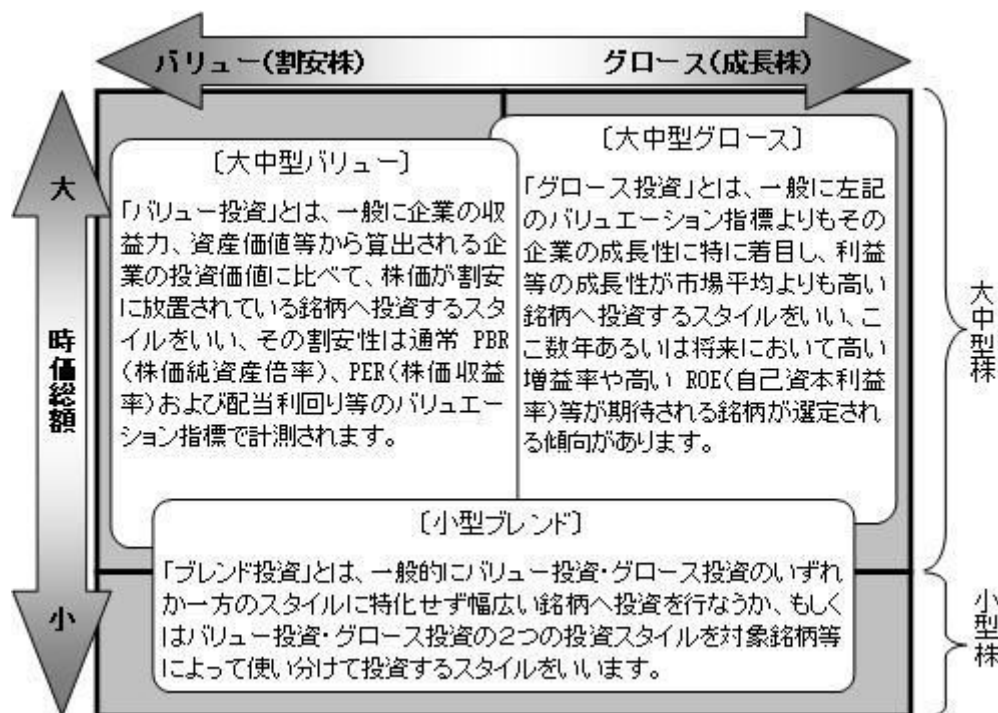 バリュー(割安株)
グロース(成長株)
大
時価総額
小
〔大中型バリュー〕
「バリュー投資」とは、一般に企業の収
益力、資産価値等から算出される企
業の投資価値に比べて、株価が割安
に放置されている銘柄へ投資するスタ
イルをいい、その割安性は通常 PBR
(株価純資産倍率)、PER(株価収益
率)および配当利回り等のバリュエー
ション指標で計測されます。
〔大中型グロース〕
「グロース投資」とは、一般に左記
のバリュエーション指標よりもその
企業の成長性に特に着目し、利益
等の成長性が市場平均よりも高い
銘柄へ投資するスタイルをいい、こ
こ数年あるいは将来において高い
増益率や高い ROE(自己資本利益
率)等が期待される銘柄が選定され
る傾向があります。
〔小型ブレンド〕
「ブレンド投資」とは、一般的にバリュー投資・グロース投資のいずれ
か一方のスタイルに特化せず幅広い銘柄へ投資を行なうか、もしく
はバリュー投資・グロース投資の2つの投資スタイルを対象銘柄等
によって使い分けて投資するスタイルをいいます。
大中型株
小型株